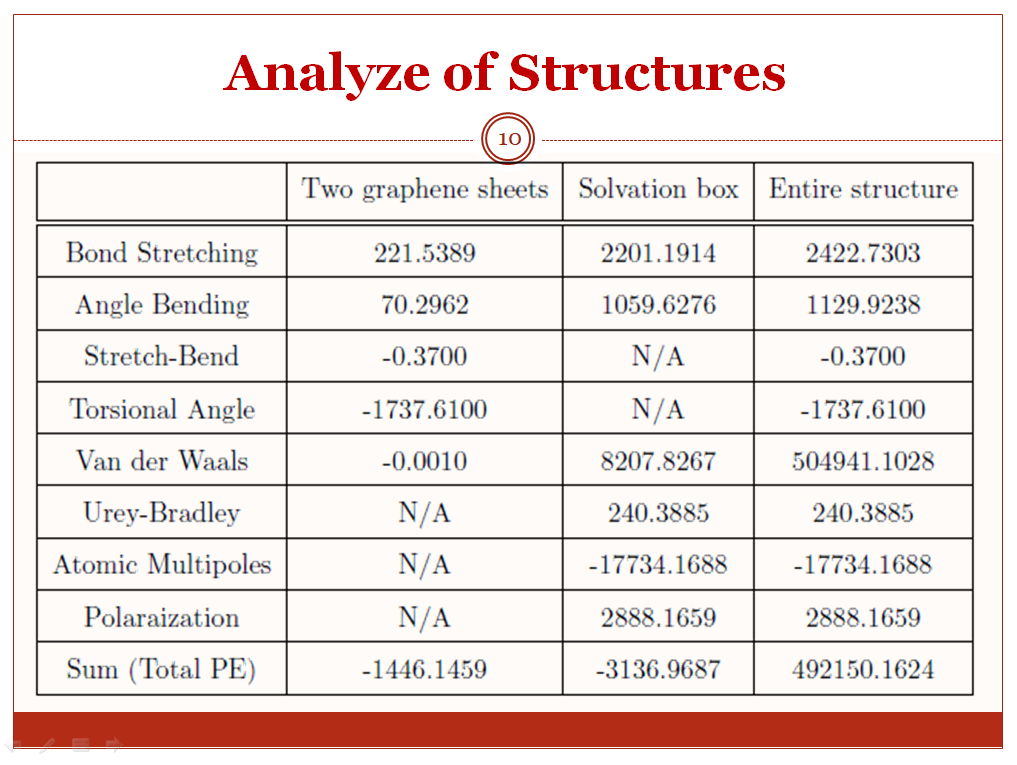 Analyze of Structures
10
Two graphene sheets Solvation box Entire structure
Bond Stretching 221.5389 2201.1914 2422.7303
Angle Bending 70.2962 1059.6276 1129.9238
Stretch-Bend -0.3700 N/A -0.3700
Torsional Angle -1737.6100 N/A -1737.6100
Van der Waals -0.0010 8207.8267 504941.1028
Urey-Bradley N/A 240.3885 240.3885
Atomic Multipoles N/A -17734.1688 -17734.1688
Polaraization N/A 2888.1659 2888.1659
Sum (Total PE) -1446.1459 -3136.9687 492150.1624